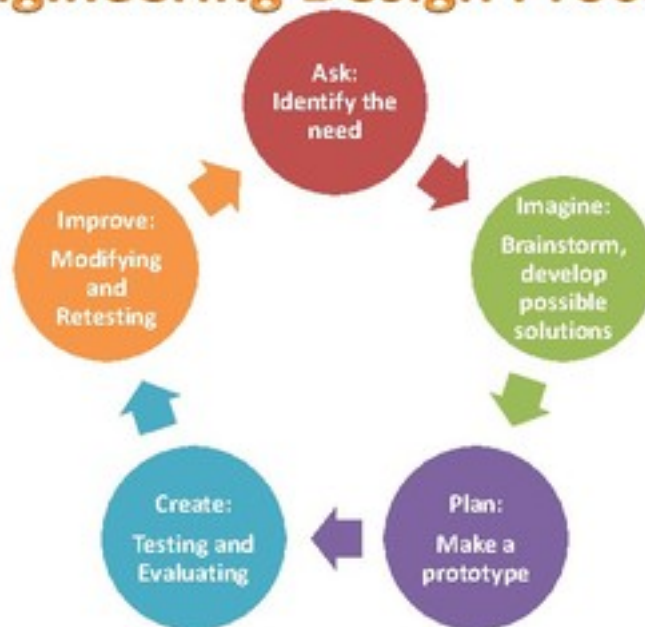 Design
Ask:
Identify the
need
Imagine:
Brainstorm,
develop
possible
solutions
Plan:
Make a
prototype
Create:
Testing and
Evaluating
Improve:
Modifying
and
Retesting